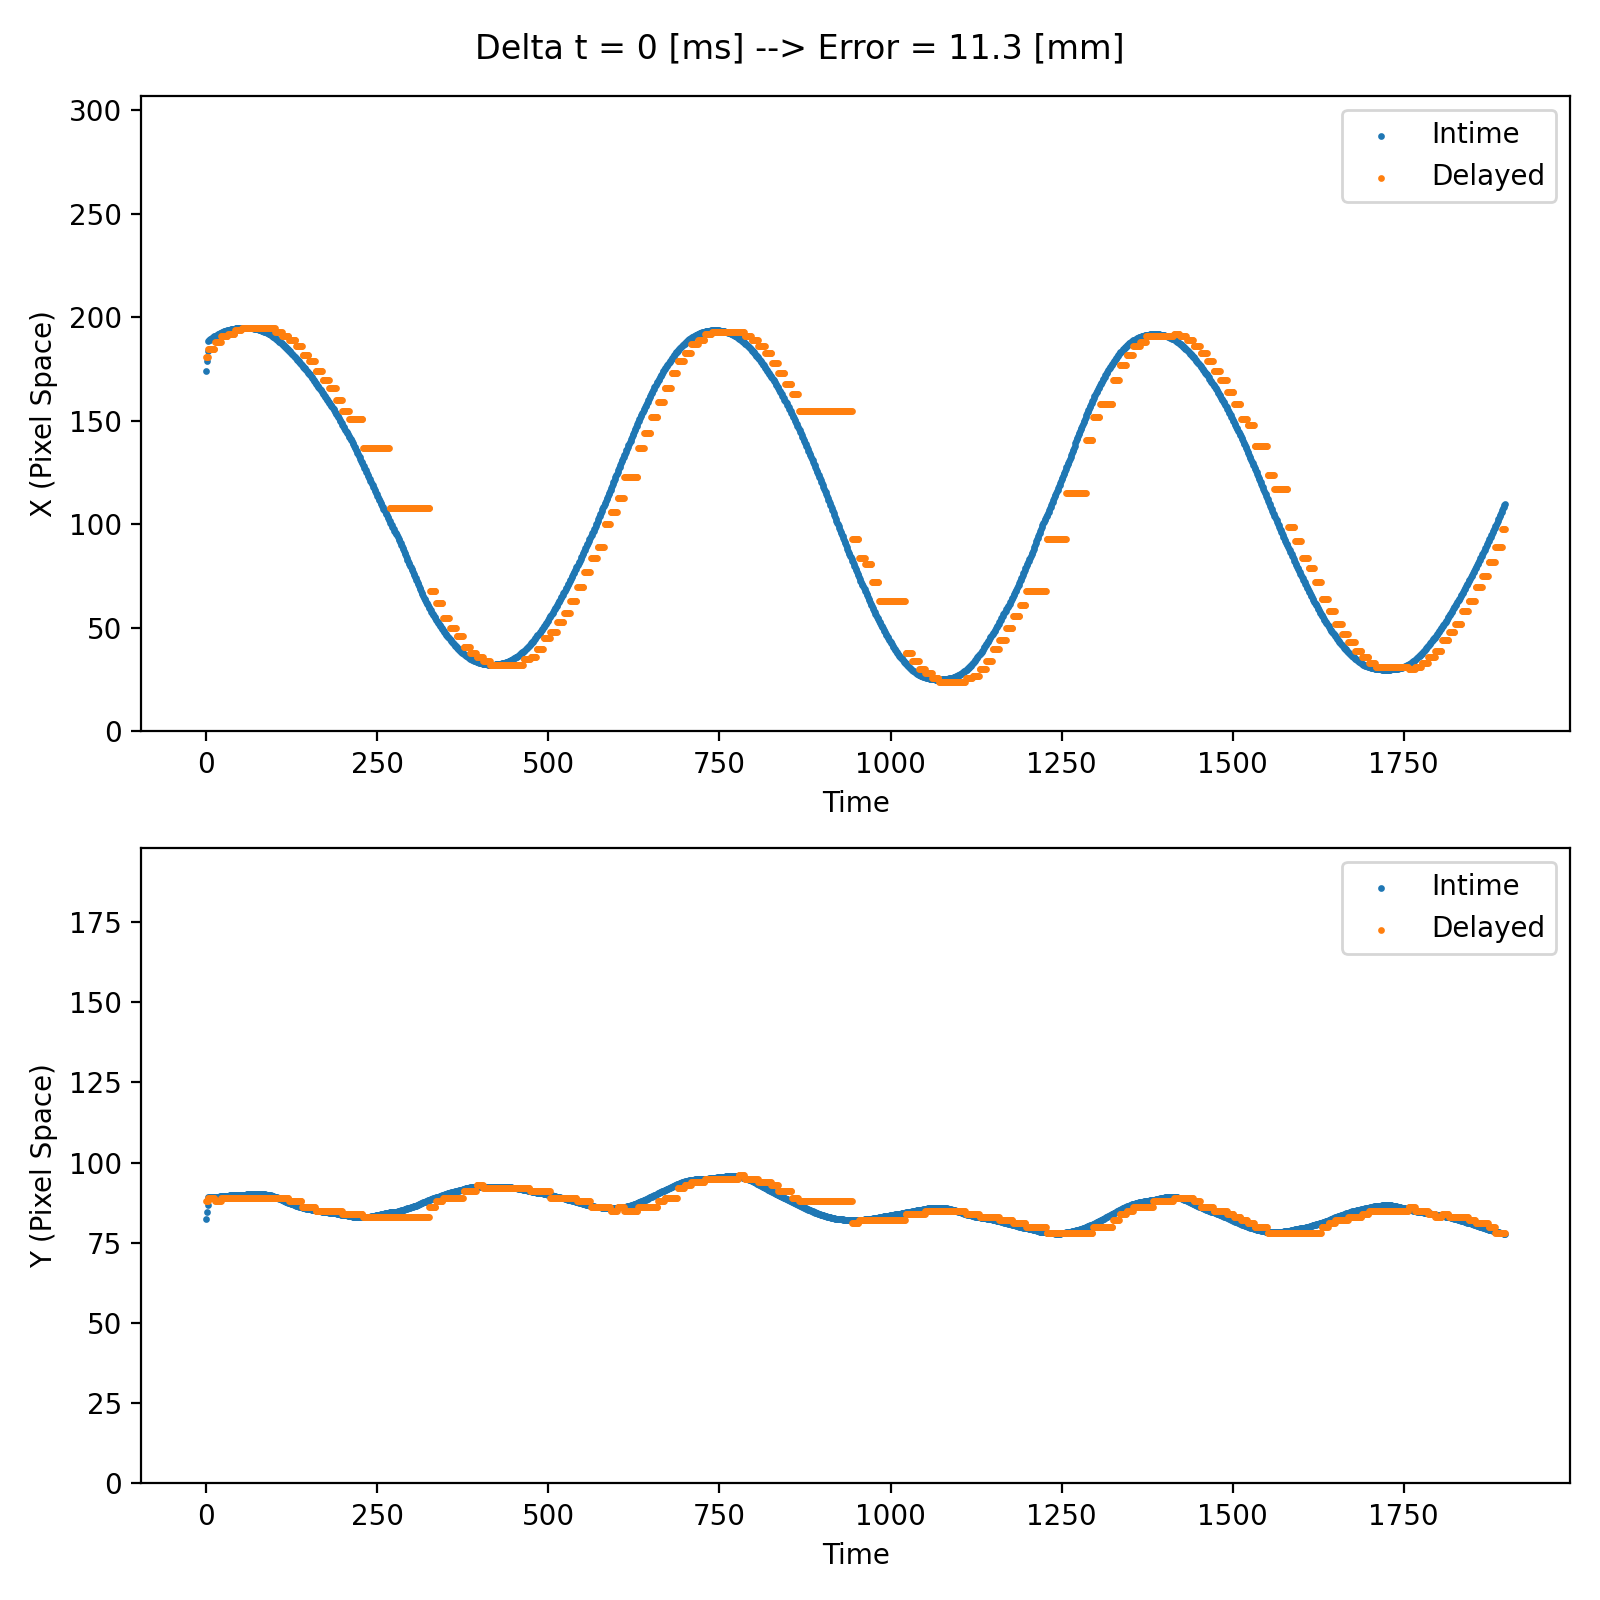 Delta t = 0 [ms] --> Error = 11.3 [mm]
300
250
200
150
100
50
0
X (Pixel Space)
Intime
Delayed
0 250 500 750 1000 1250 1500 1750
Time
175
150
125
100
75
50
25
0
Y (Pixel Space)
Intime
Delayed
0 250 500 750 1000 1250 1500 1750
Time